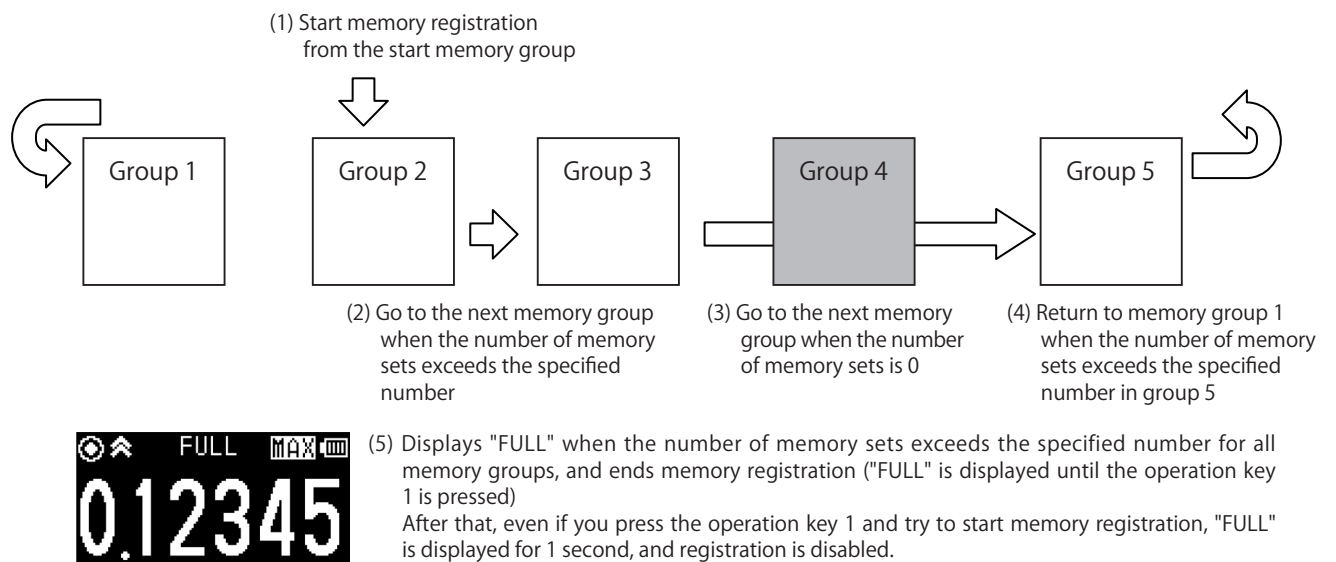 (1) Start memory registration
from the start memory group
Group 1
Group 2
Group 3
Group 4
Group 5
(2) Go to the next memory group
when the number of memory
sets exceeds the specified
number
(3) Go to the next memory
group when the number
of memory sets is 0
(4) Return to memory group 1
when the number of memory
sets exceeds the specified
number in group 5
FULL MAX
0.12345
(5) Displays "FULL" when the number of memory sets exceeds the specified number for all
memory groups, and ends memory registration ("FULL" is displayed until the operation key
1 is pressed)
After that, even if you press the operation key 1 and try to start memory registration, "FULL"
is displayed for 1 second, and registration is disabled.